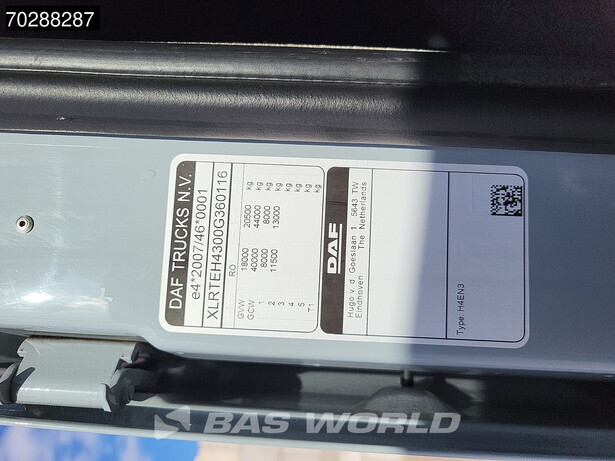 70288287
DAF TRUCKS N.V.
e4*2007/46*0001
XLRTEH4300G360116
RO
GVW 18000 20500 kg
GCW 40000 44000 kg
1 8000 8000 kg
2 11500 13000 kg
3 kg
4 kg
5 kg
T1 kg
DAF
Hugo v. d. Goeslaan 1 5643 TW
Eindhoven The Netherlands
Type: H4EN3
BAS WORLD